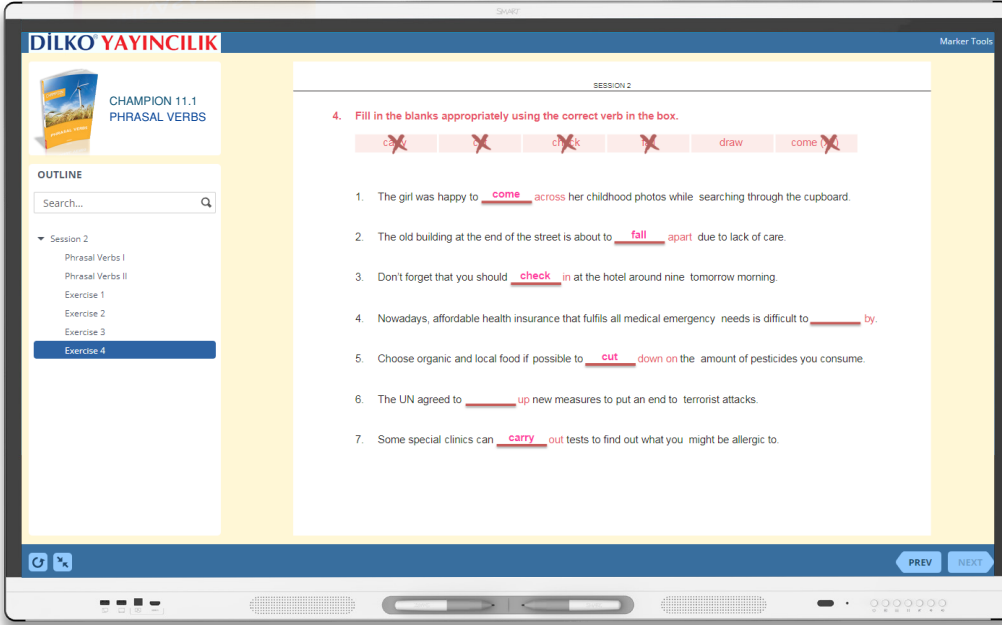 SMART
DİLKO YAYINCILIK
Marker Tools
CHAMPION 11.1
PHRASAL VERBS
OUTLINE
Search...
Session 2
Phrasal Verbs I
Phrasal Verbs II
Exercise 1
Exercise 2
Exercise 3
Exercise 4
SESSION 2
4. Fill in the blanks appropriately using the correct verb in the box.
carry check draw come
1. The girl was happy to come across her childhood photos while searching through the cupboard.
2. The old building at the end of the street is about to fall apart due to lack of care.
3. Don't forget that you should check in at the hotel around nine tomorrow morning.
4. Nowadays, affordable health insurance that fulfils all medical emergency needs is difficult to ______ by.
5. Choose organic and local food if possible to cut down on the amount of pesticides you consume.
6. The UN agreed to ______ up new measures to put an end to terrorist attacks.
7. Some special clinics can carry out tests to find out what you might be allergic to.
PREV
NEXT